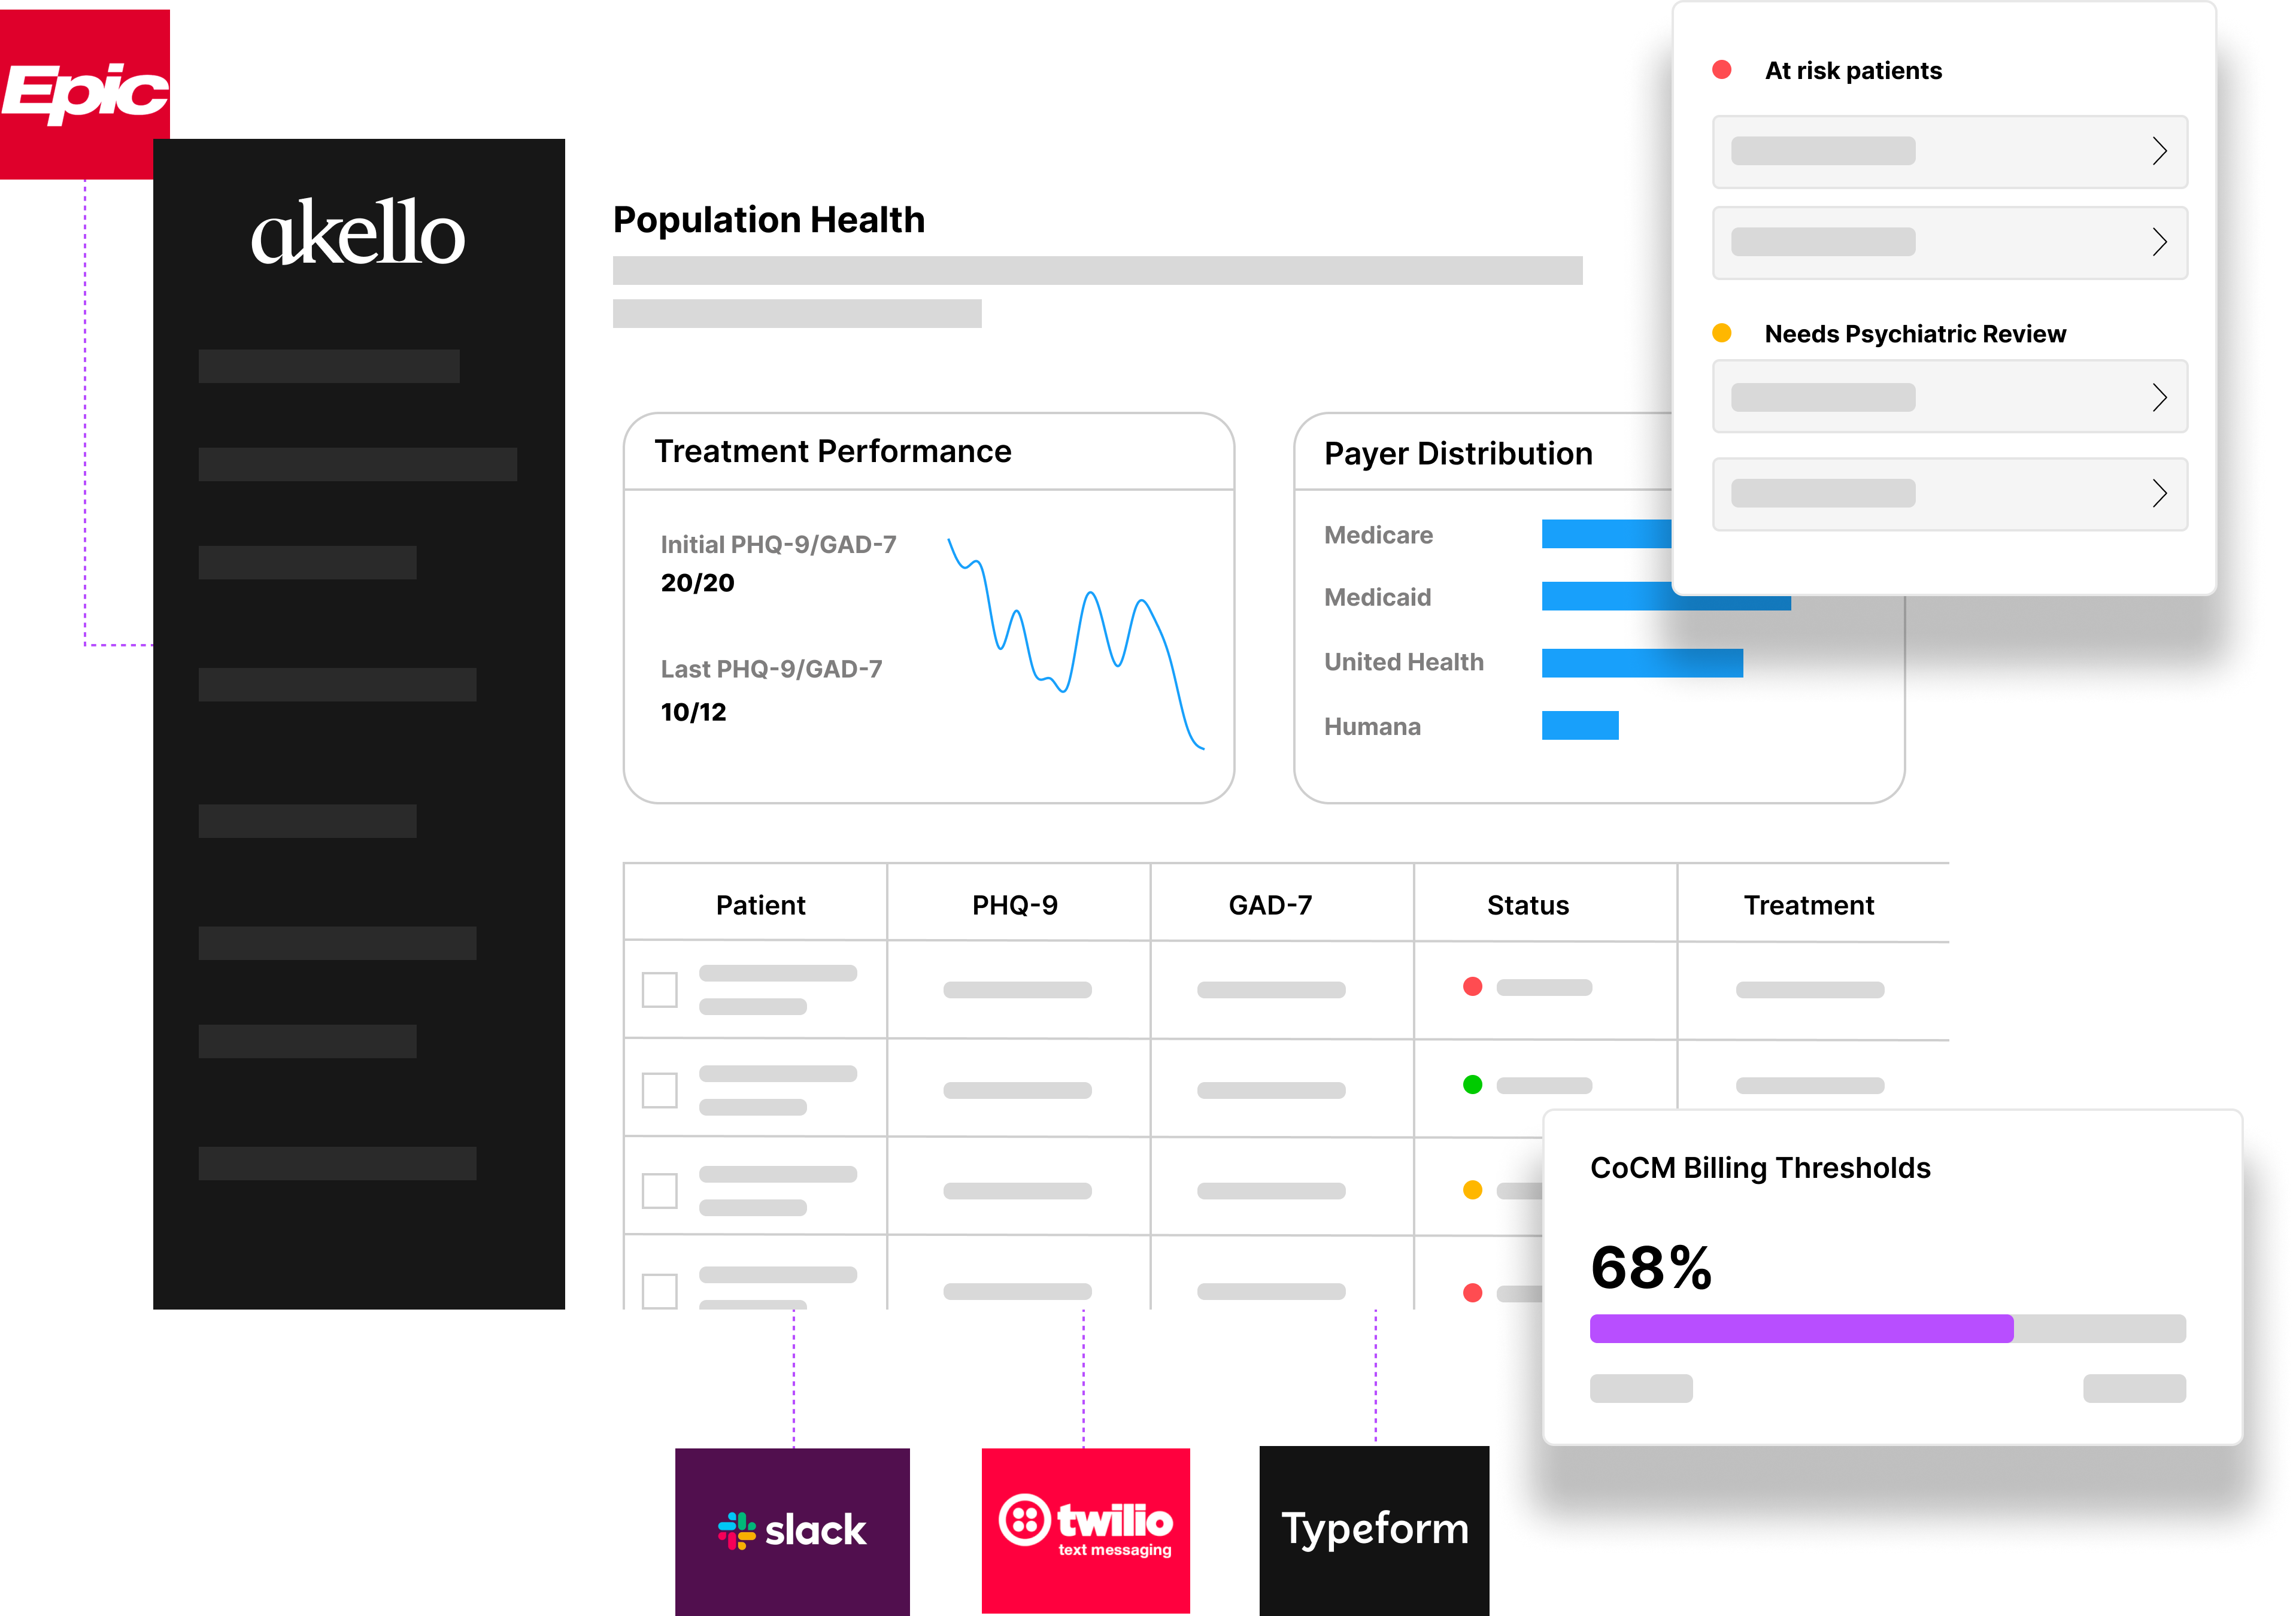 Epic
akello
Population Health
At risk patients
Needs Psychiatric Review
Treatment Performance
Initial PHQ-9/GAD-7
20/20
Last PHQ-9/GAD-7
10/12
Payer Distribution
Medicare
Medicaid
United Health
Humana
Patient PHQ-9 GAD-7 Status Treatment
CoCM Billing Thresholds
68%
slack
twilio
text messaging
Typeform